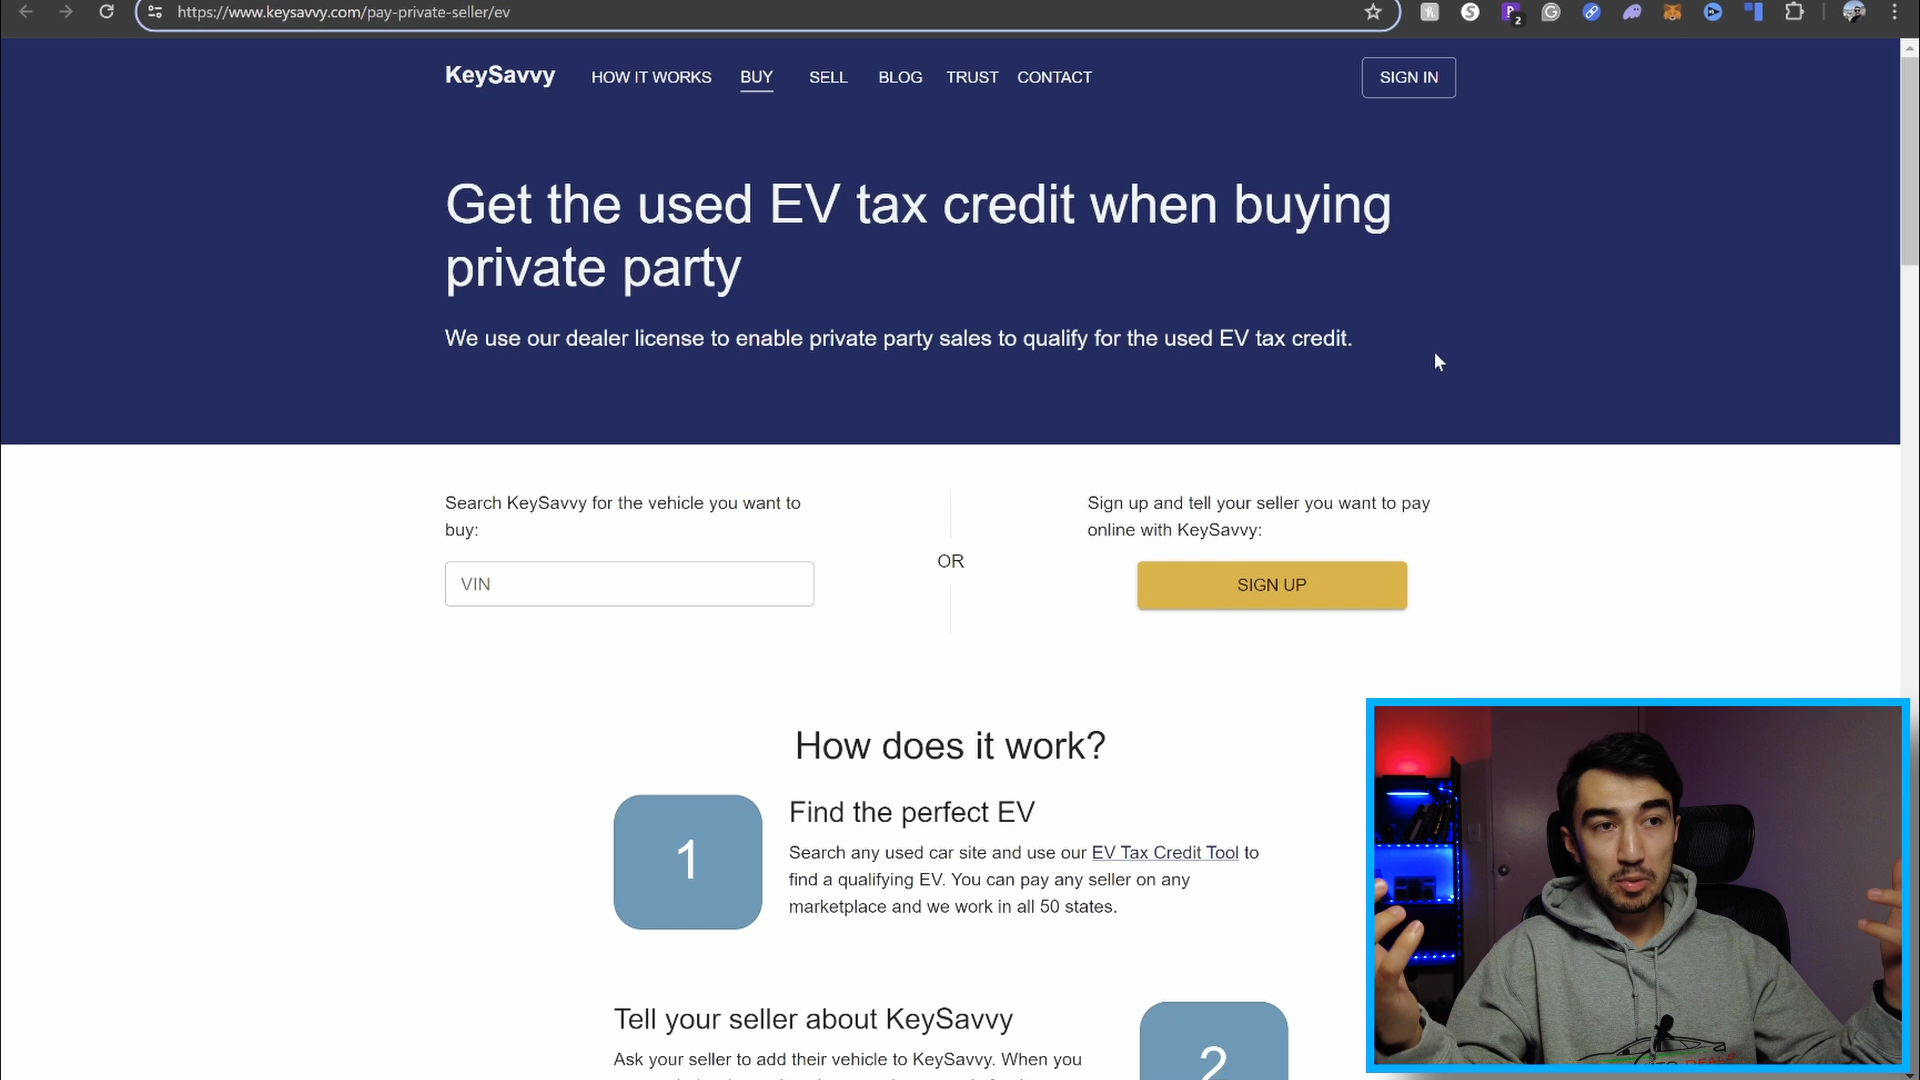 https://www.keysavvy.com/pay-private-seller/ev
2
KeySavvy HOW IT WORKS BUY SELL BLOG TRUST CONTACT SIGN IN
Get the used EV tax credit when buying
private party
We use our dealer license to enable private party sales to qualify for the used EV tax credit.
Search KeySavvy for the vehicle you want to
buy:
VIN
OR
Sign up and tell your seller you want to pay
online with KeySavvy:
SIGN UP
How does it work?
1
Find the perfect EV
Search any used car site and use our EV Tax Credit Tool to
find a qualifying EV. You can pay any seller on any
marketplace and we work in all 50 states.
Tell your seller about KeySavvy
Ask your seller to add their vehicle to KeySavvy. When you
2
DEALS